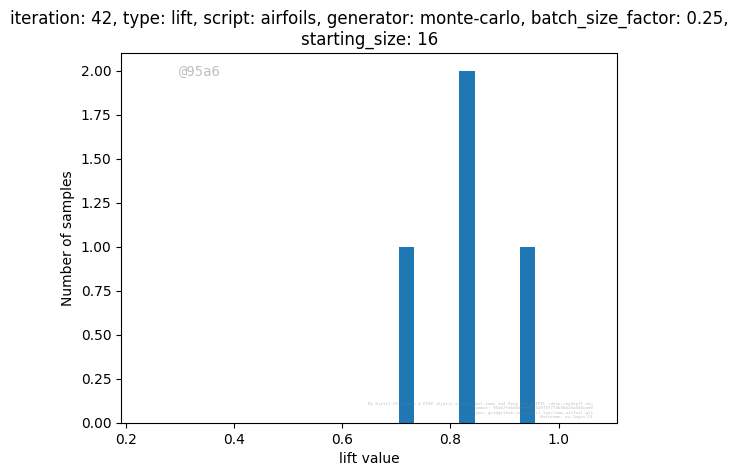 iteration: 42, type: lift, script: airfoils, generator: monte-carlo, batch_size_factor: 0.25,
starting_size: 16
@95a6
2.00
1.75
1.50
1.25
1.00
0.75
0.50
0.25
0.00
Number of samples
0.2 0.4 0.6 0.8 1.0
lift value